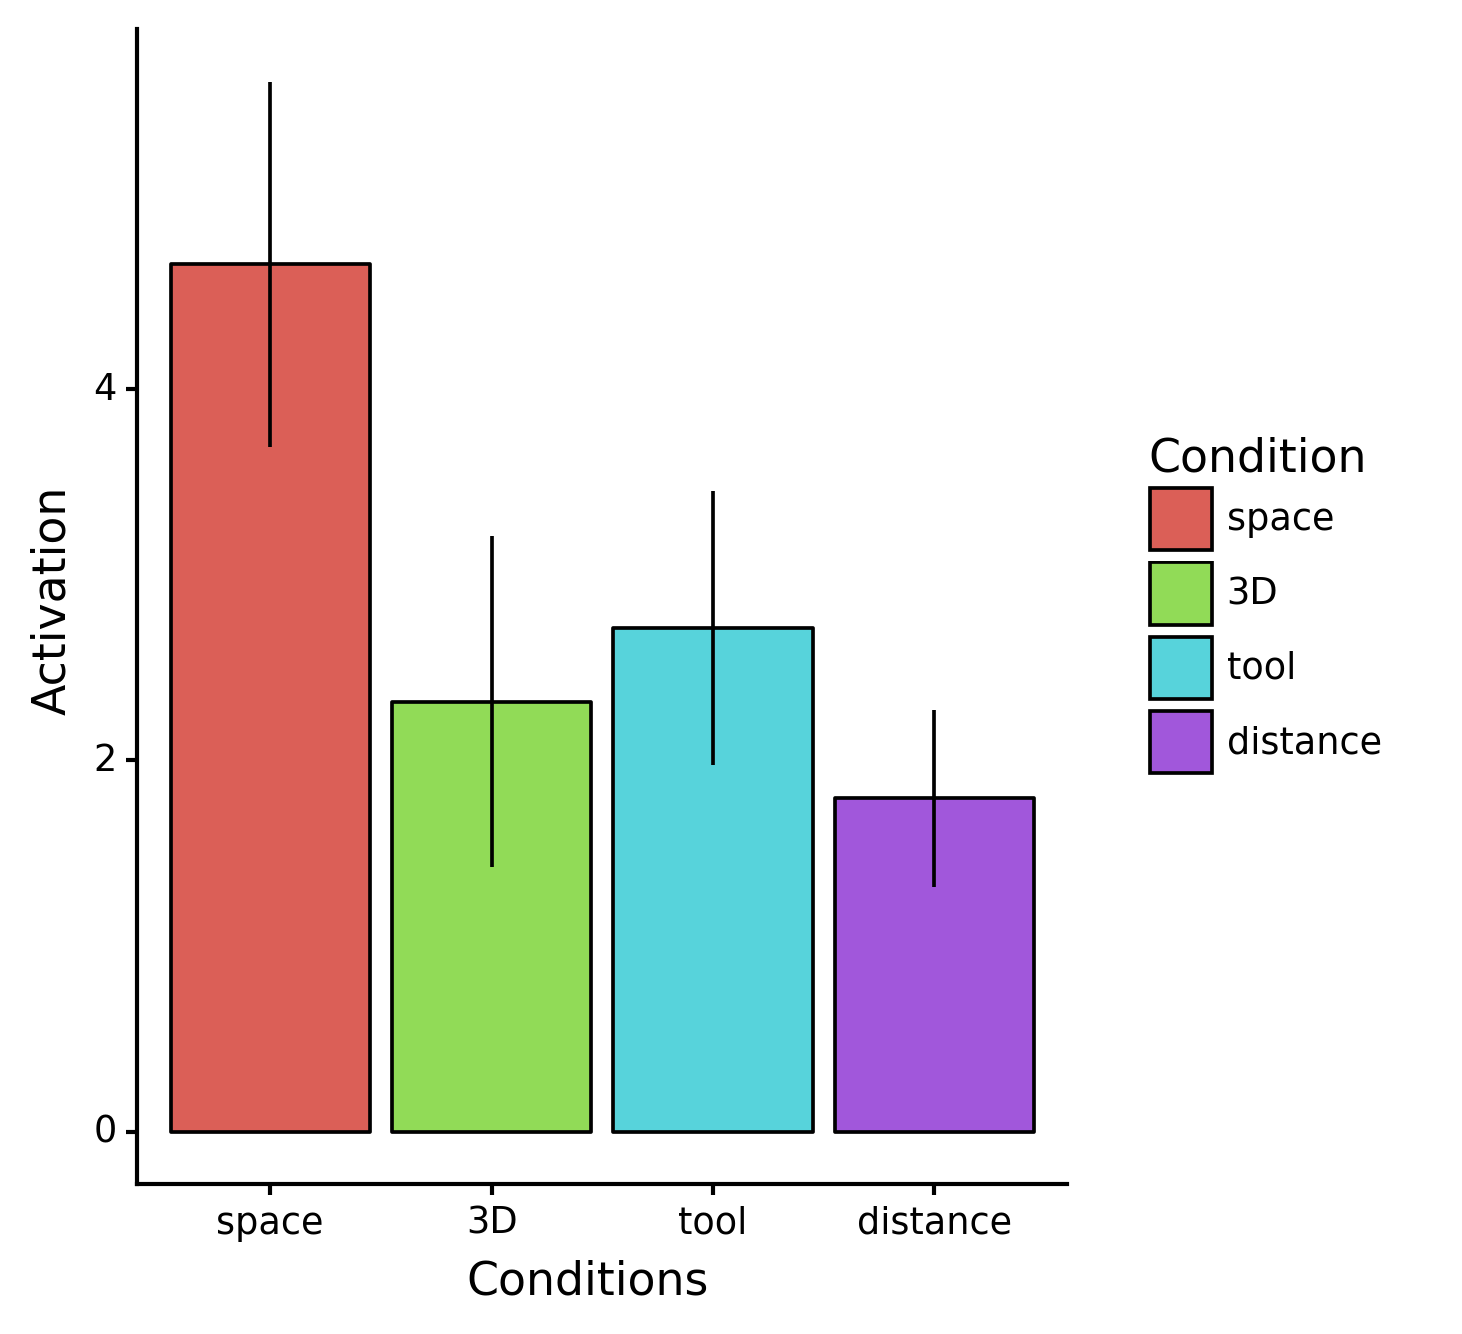 Activation
4
2
0
space 3D tool distance
Conditions
Condition
space
3D
tool
distance